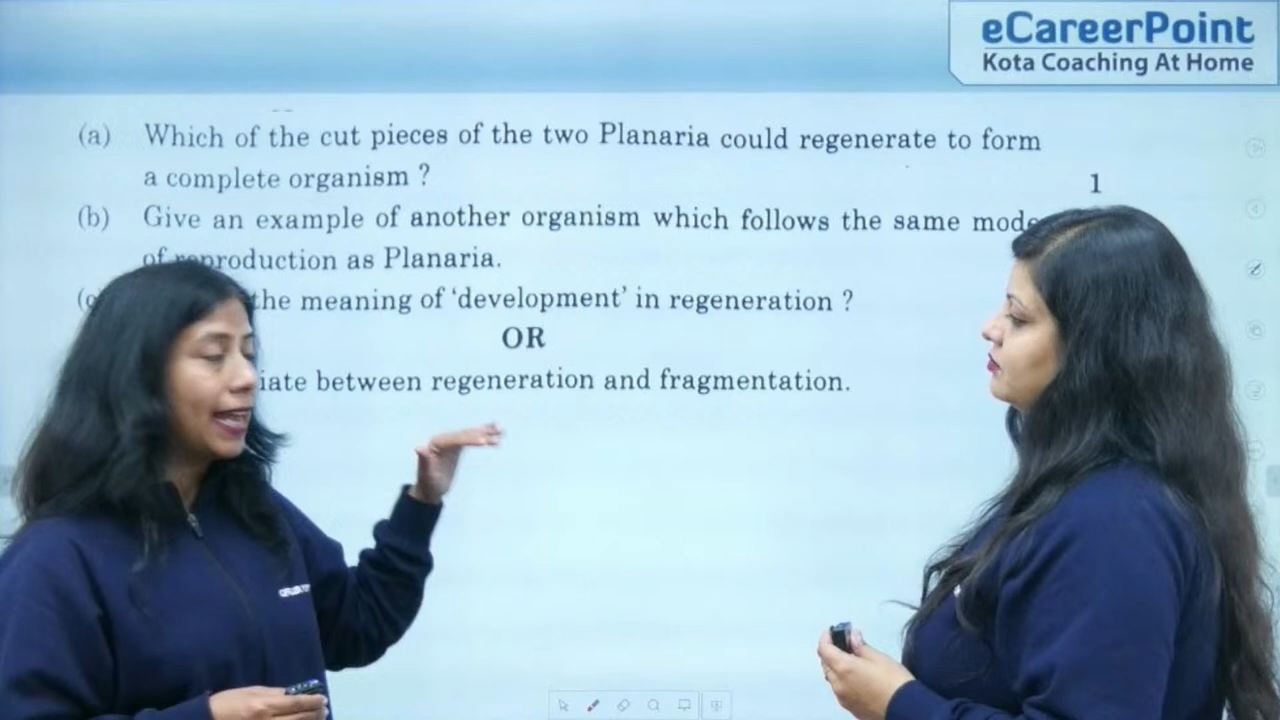 eCareerPoint
Kota Coaching At Home
(a) Which of the cut pieces of the two Planaria could regenerate to form
a complete organism ?
1
(b) Give an example of another organism which follows the same mode
of reproduction as Planaria.
the meaning of 'development' in regeneration ?
OR
iate between regeneration and fragmentation.